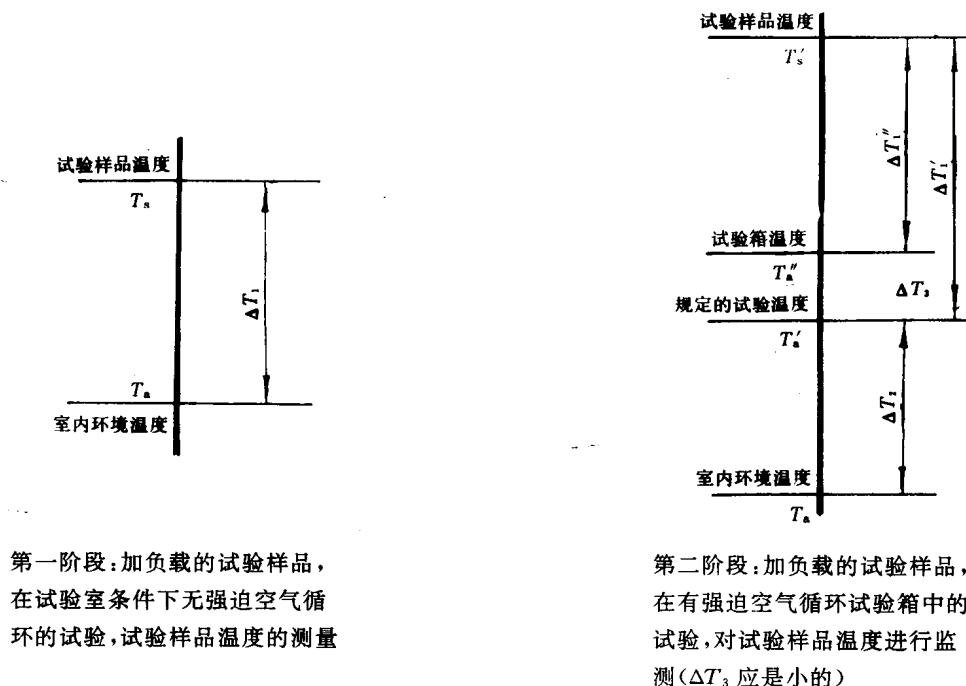 试验样品温度
Tₛ
ΔT₁
Tₐ
室内环境温度
第一阶段:加负载的试验样品,
在试验室条件下无强迫空气循
环的试验,试验样品温度的测量
试验样品温度
Tₛ′
ΔT₁″
ΔT₁′
试验箱温度
Tₐ″
ΔT₃
规定的试验温度
Tₐ′
ΔT₂
室内环境温度
Tₐ
第二阶段:加负载的试验样品,
在有强迫空气循环试验箱中的
试验,对试验样品温度进行监
测(ΔT₃ 应是小的)